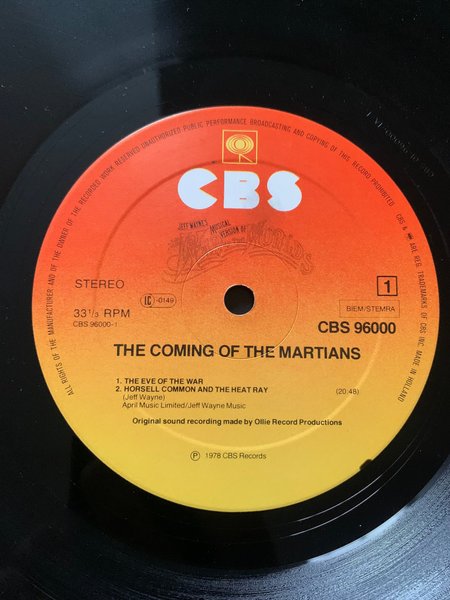 ALL RIGHTS OF THE MANUFACTURER AND OF THE OWNER OF THE RECORDED WORK RESERVED UNAUTHORIZED PUBLIC PERFORMANCE BROADCASTING AND COPYING OF THIS RECORD PROHIBITED
CBS & ARE REG. TRADEMARKS OF CBS INC. MADE IN HOLLAND
CBS
JEFF WAYNE'S MUSICAL VERSION OF
The War OF THE Worlds
STEREO
33 1/3 RPM
CBS 96000-1
(IC)-0149
1
BIEM/STEMRA
CBS 96000
THE COMING OF THE MARTIANS
1. THE EVE OF THE WAR
2. HORSELL COMMON AND THE HEAT RAY (20:48)
(Jeff Wayne)
April Music Limited/Jeff Wayne Music
Original sound recording made by Ollie Record Productions
Ⓟ 1978 CBS Records